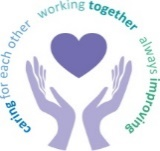 caring for each other working together always improving